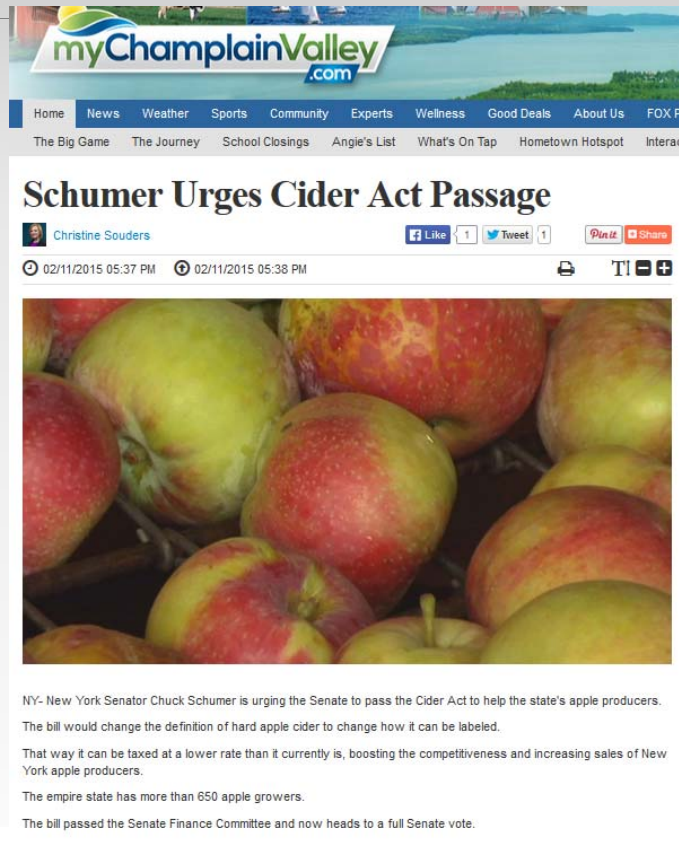 myChamplainValley
.com
Home News Weather Sports Community Experts Wellness Good Deals About Us FOX
The Big Game The Journey School Closings Angie's List What's On Tap Hometown Hotspot
Schumer Urges Cider Act Passage
Christine Souders Like 1 Tweet 1 Pin it Share
02/11/2015 05:37 PM 02/11/2015 05:38 PM
NY- New York Senator Chuck Schumer is urging the Senate to pass the Cider Act to help the state's apple producers.
The bill would change the definition of hard apple cider to change how it can be labeled.
That way it can be taxed at a lower rate than it currently is, boosting the competitiveness and increasing sales of New
York apple producers.
The empire state has more than 650 apple growers.
The bill passed the Senate Finance Committee and now heads to a full Senate vote.